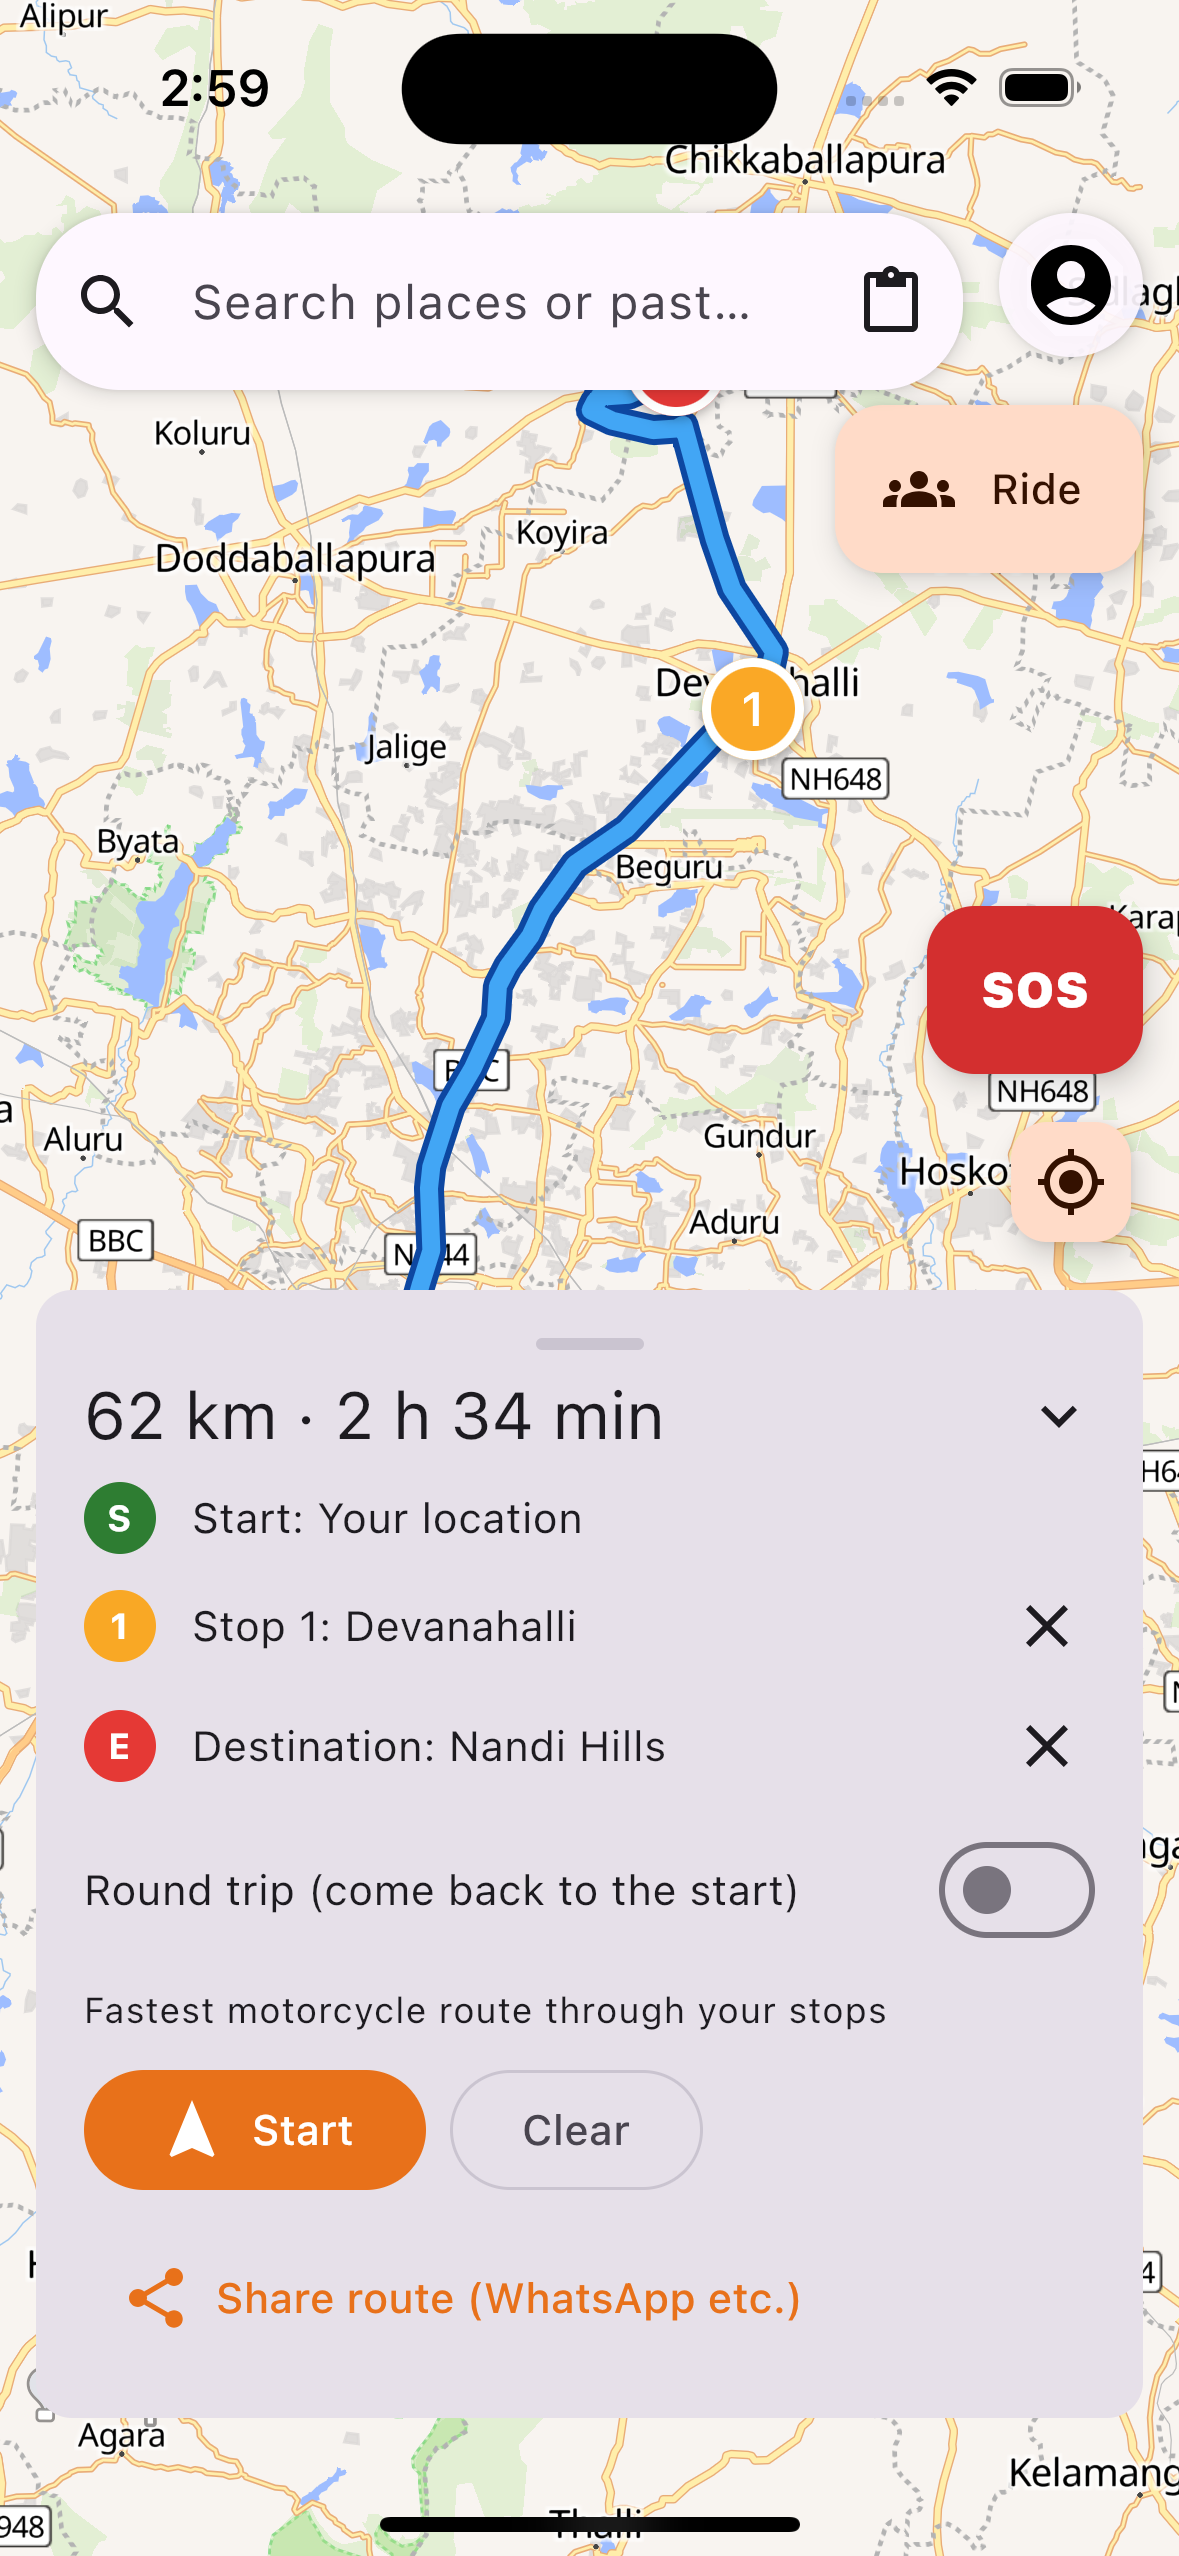 Alipur
2:59
Chikkaballapura
Search places or past...
Koluru
Ride
Koyira
Doddaballapura
1
Jalige
NH648
Byata
Beguru
SOS
NH648
Gundur
Aluru
Aduru
BBC
62 km · 2 h 34 min
S Start: Your location
1 Stop 1: Devanahalli
E Destination: Nandi Hills
Round trip (come back to the start)
Fastest motorcycle route through your stops
Start
Clear
Share route (WhatsApp etc.)
Agara
Thalli